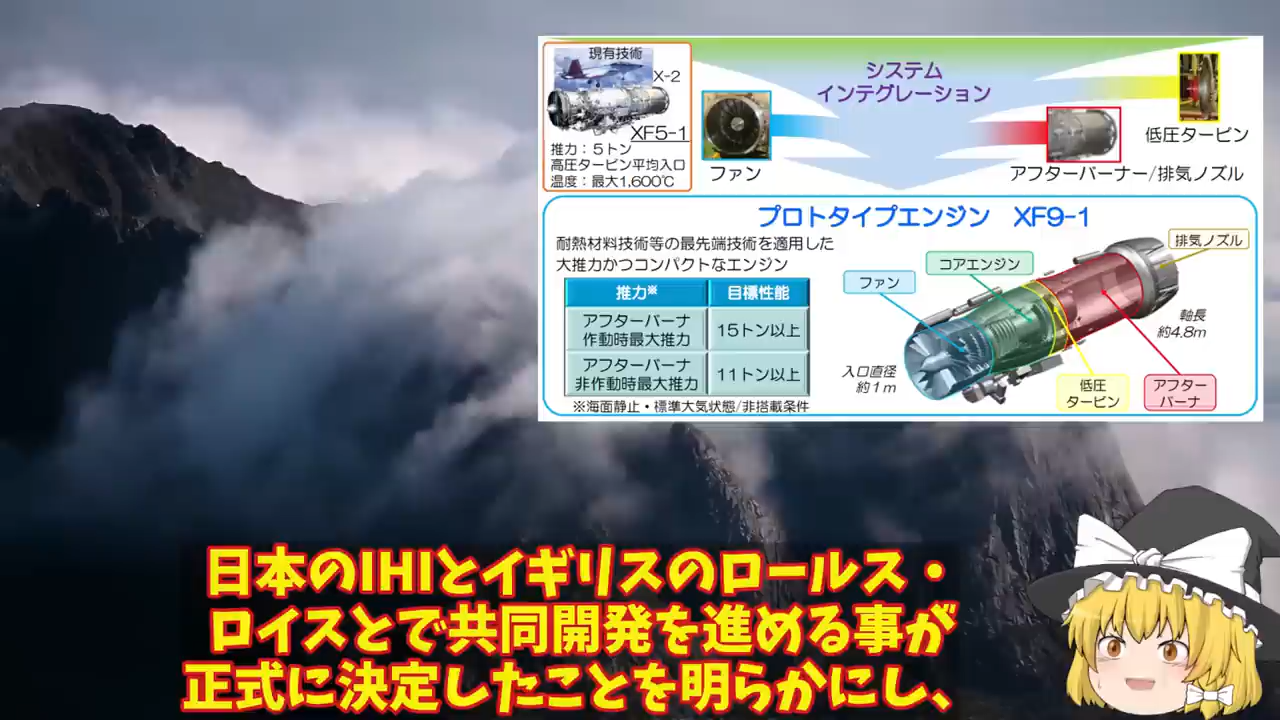 現有技術
X-2
XF5-1
推力：５トン
高圧タービン平均入口
温度：最大1,600℃
ファン
システム
インテグレーション
アフターバーナー/排気ノズル
低圧タービン
プロトタイプエンジン　XF9-1
耐熱材料技術等の最先端技術を適用した
大推力かつコンパクトなエンジン
推力※
目標性能
アフターバーナ
作動時最大推力
15トン以上
アフターバーナ
非作動時最大推力
11トン以上
※海面静止・標準大気状態/非搭載条件
ファン
コアエンジン
排気ノズル
軸長
約4.8m
入口直径
約１ｍ
低圧
タービン
アフター
バーナ
日本のIHIとイギリスのロールス・
ロイスとで共同開発を進める事が
正式に決定したことを明らかにし、